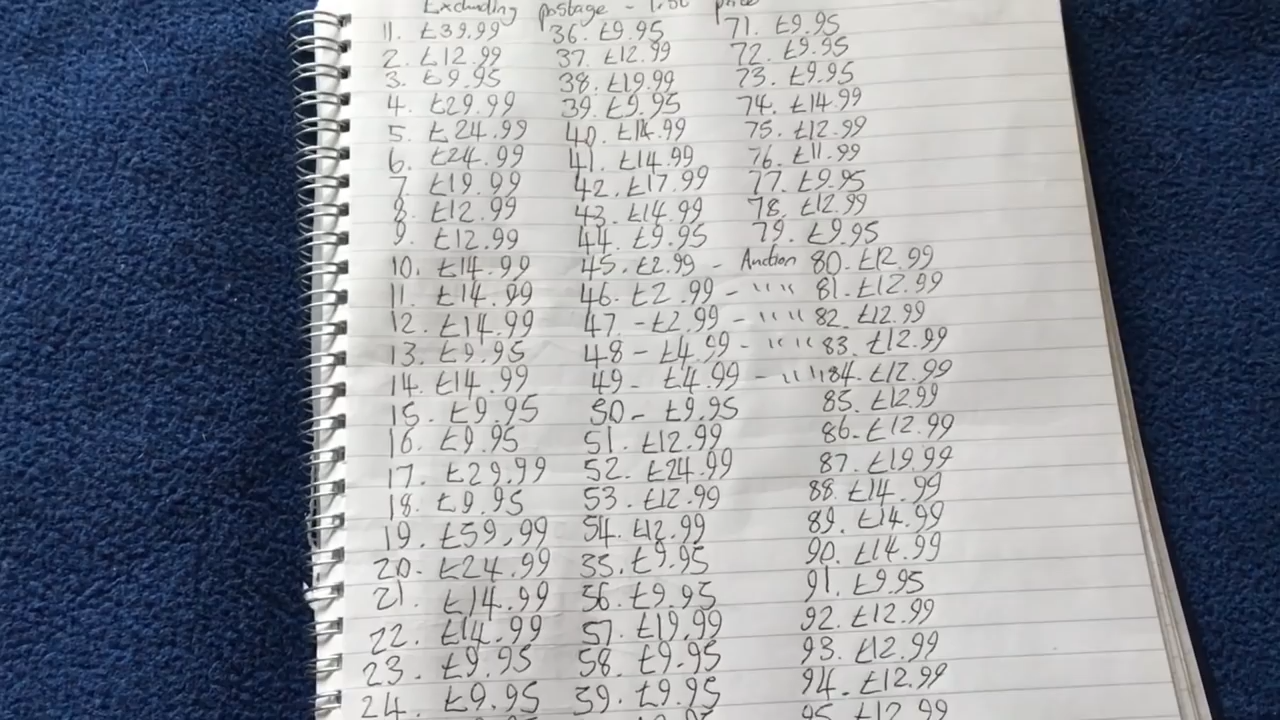 Excluding postage - price
11. £39.99 36. £9.95 71. £9.95
2. £12.99 37. £12.99 72. £9.95
3. £9.95 38. £19.99 73. £9.95
4. £29.99 39. £9.95 74. £14.99
5. £24.99 40. £14.99 75. £12.99
6. £24.99 41. £14.99 76. £11.99
7. £19.99 42. £17.99 77. £9.95
8. £12.99 43. £14.99 78. £12.99
9. £12.99 44. £9.95 79. £9.95
10. £14.99 45. £2.99 - Auction 80. £12.99
11. £14.99 46. £2.99 - '' '' 81. £12.99
12. £14.99 47 - £2.99 - '' '' 82. £12.99
13. £9.95 48 - £4.99 - '' '' 83. £12.99
14. £14.99 49 - £4.99 - '' '' 84. £12.99
15. £9.95 50 - £9.95 85. £12.99
16. £9.95 51. £12.99 86. £12.99
17. £29.99 52. £24.99 87. £19.99
18. £9.95 53. £12.99 88. £14.99
19. £59.99 54. £12.99 89. £14.99
20. £24.99 55. £9.95 90. £14.99
21. £14.99 56. £9.95 91. £9.95
22. £14.99 57. £19.99 92. £12.99
23. £9.95 58. £9.95 93. £12.99
24. £9.95 59. £9.95 94. £12.99
95. £12.99